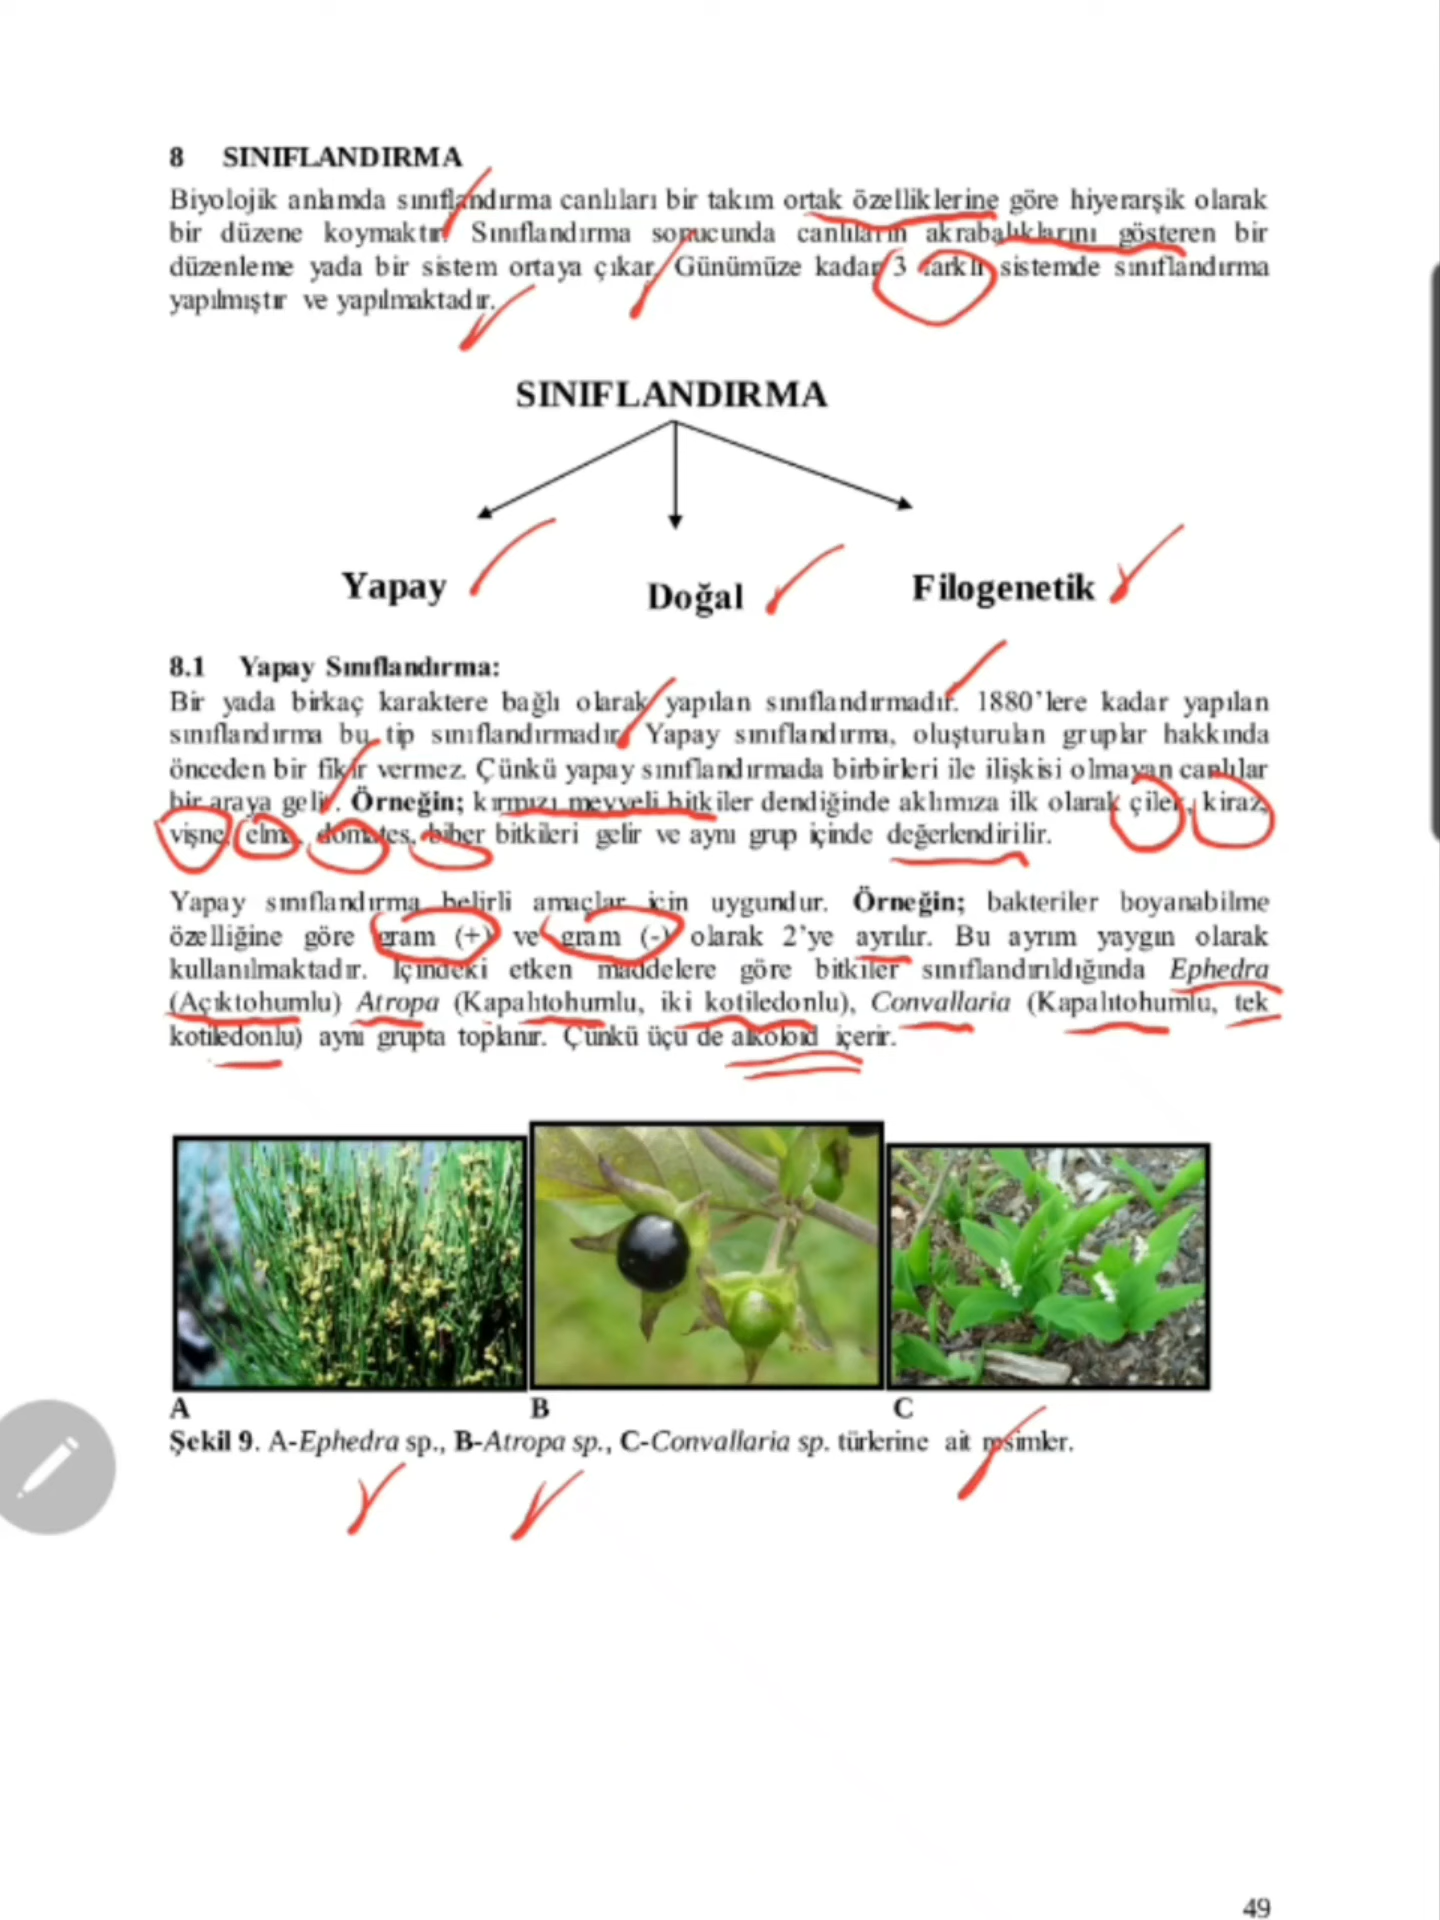 8 SINIFLANDIRMA
Biyolojik anlamda sınıflandırma canlıları bir takım ortak özelliklerine göre hiyerarşik olarak
bir düzene koymaktır. Sınıflandırma sonucunda canlıların akrabalıklarını gösteren bir
düzenleme yada bir sistem ortaya çıkar. Günümüze kadar 3 farklı sistemde sınıflandırma
yapılmıştır ve yapılmaktadır.
SINIFLANDIRMA
Yapay Doğal Filogenetik
8.1 Yapay Sınıflandırma:
Bir yada birkaç karaktere bağlı olarak yapılan sınıflandırmadır. 1880’lere kadar yapılan
sınıflandırma bu tip sınıflandırmadır. Yapay sınıflandırma, oluşturulan gruplar hakkında
önceden bir fikir vermez. Çünkü yapay sınıflandırmada birbirleri ile ilişkisi olmayan canlılar
bir araya gelir. Örneğin; kırmızı meyveli bitkiler dendiğinde aklımıza ilk olarak çilek, kiraz,
vişne, elma, domates, biber bitkileri gelir ve aynı grup içinde değerlendirilir.
Yapay sınıflandırma belirli amaçlar için uygundur. Örneğin; bakteriler boyanabilme
özelliğine göre gram (+) ve gram (-) olarak 2’ye ayrılır. Bu ayrım yaygın olarak
kullanılmaktadır. İçindeki etken maddelere göre bitkiler sınıflandırıldığında Ephedra
(Açıktohumlu) Atropa (Kapalıtohumlu, iki kotiledonlu), Convallaria (Kapalıtohumlu, tek
kotiledonlu) aynı grupta toplanır. Çünkü üçü de alkoloid içerir.
A B C
Şekil 9. A-Ephedra sp., B-Atropa sp., C-Convallaria sp. türlerine ait resimler.
49